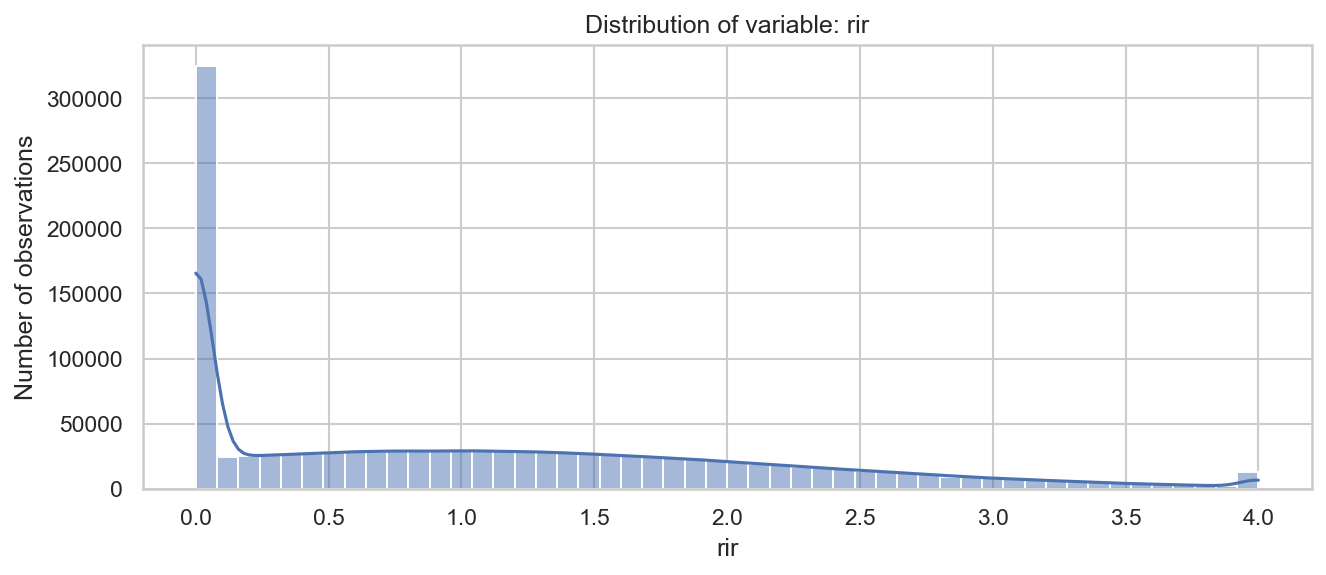 Distribution of variable: rir
Number of observations
300000
250000
200000
150000
100000
50000
0
0.0 0.5 1.0 1.5 2.0 2.5 3.0 3.5 4.0
rir